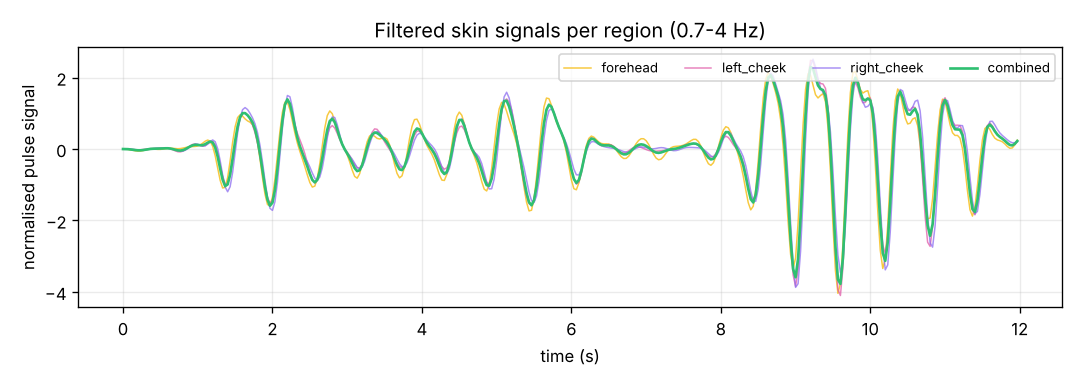 Filtered skin signals per region (0.7-4 Hz)
forehead left_cheek right_cheek combined
normalised pulse signal
2
0
−2
−4
0 2 4 6 8 10 12
time (s)